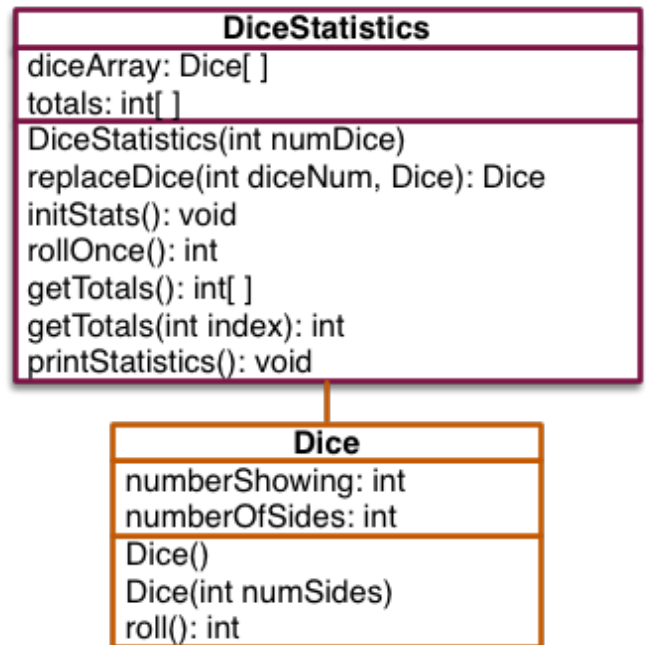 DiceStatistics
diceArray: Dice[ ]
totals: int[ ]
DiceStatistics(int numDice)
replaceDice(int diceNum, Dice): Dice
initStats(): void
rollOnce(): int
getTotals(): int[ ]
getTotals(int index): int
printStatistics(): void
Dice
numberShowing: int
numberOfSides: int
Dice()
Dice(int numSides)
roll(): int